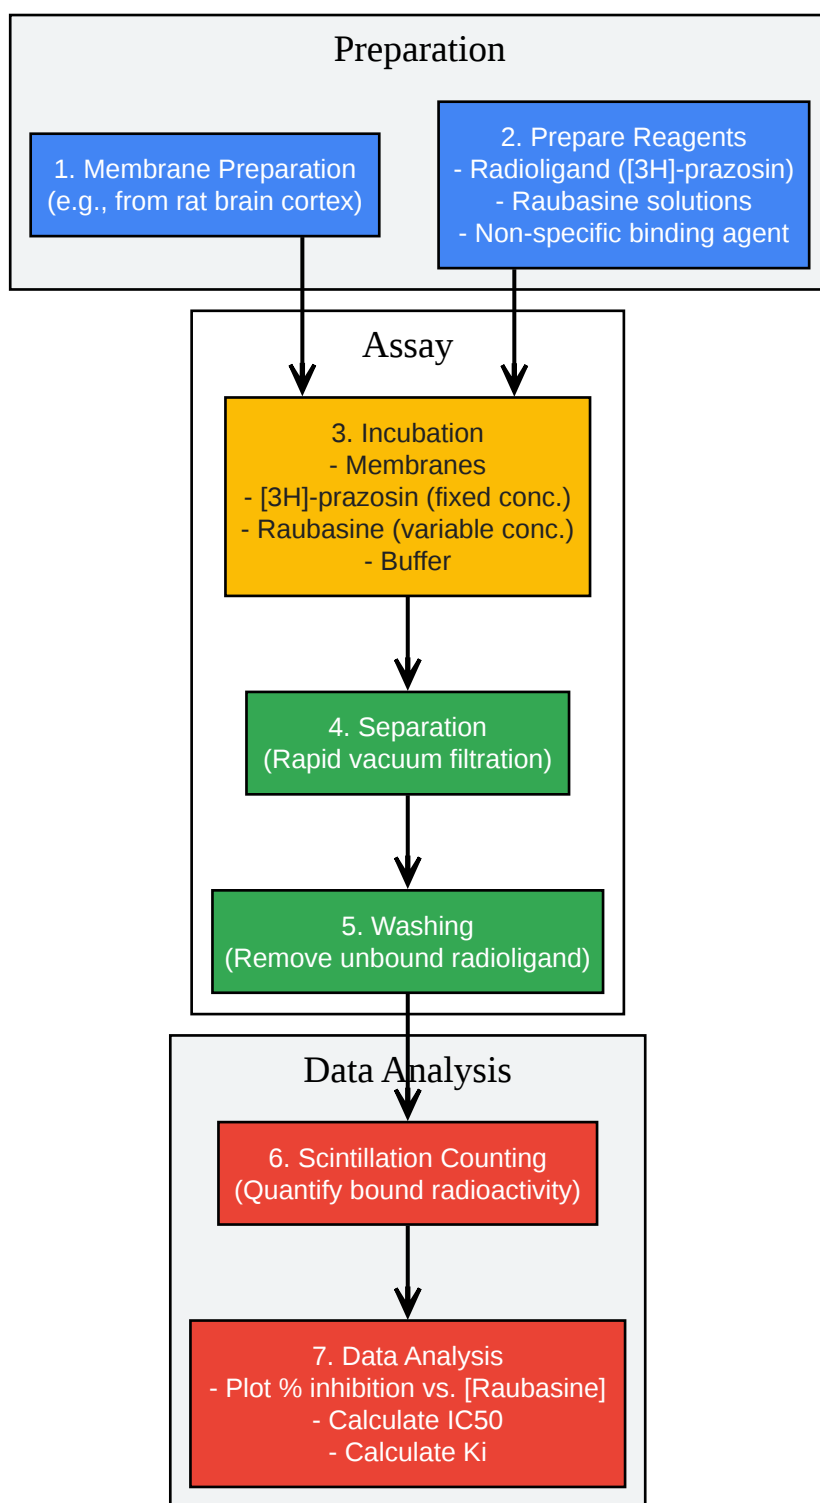 Preparation
1. Membrane Preparation
(e.g., from rat brain cortex)
2. Prepare Reagents
- Radioligand ([3H]-prazosin)
- Raubasine solutions
- Non-specific binding agent
Assay
3. Incubation
- Membranes
- [3H]-prazosin (fixed conc.)
- Raubasine (variable conc.)
- Buffer
4. Separation
(Rapid vacuum filtration)
5. Washing
(Remove unbound radioligand)
Data Analysis
6. Scintillation Counting
(Quantify bound radioactivity)
7. Data Analysis
- Plot % inhibition vs. [Raubasine]
- Calculate IC50
- Calculate Ki